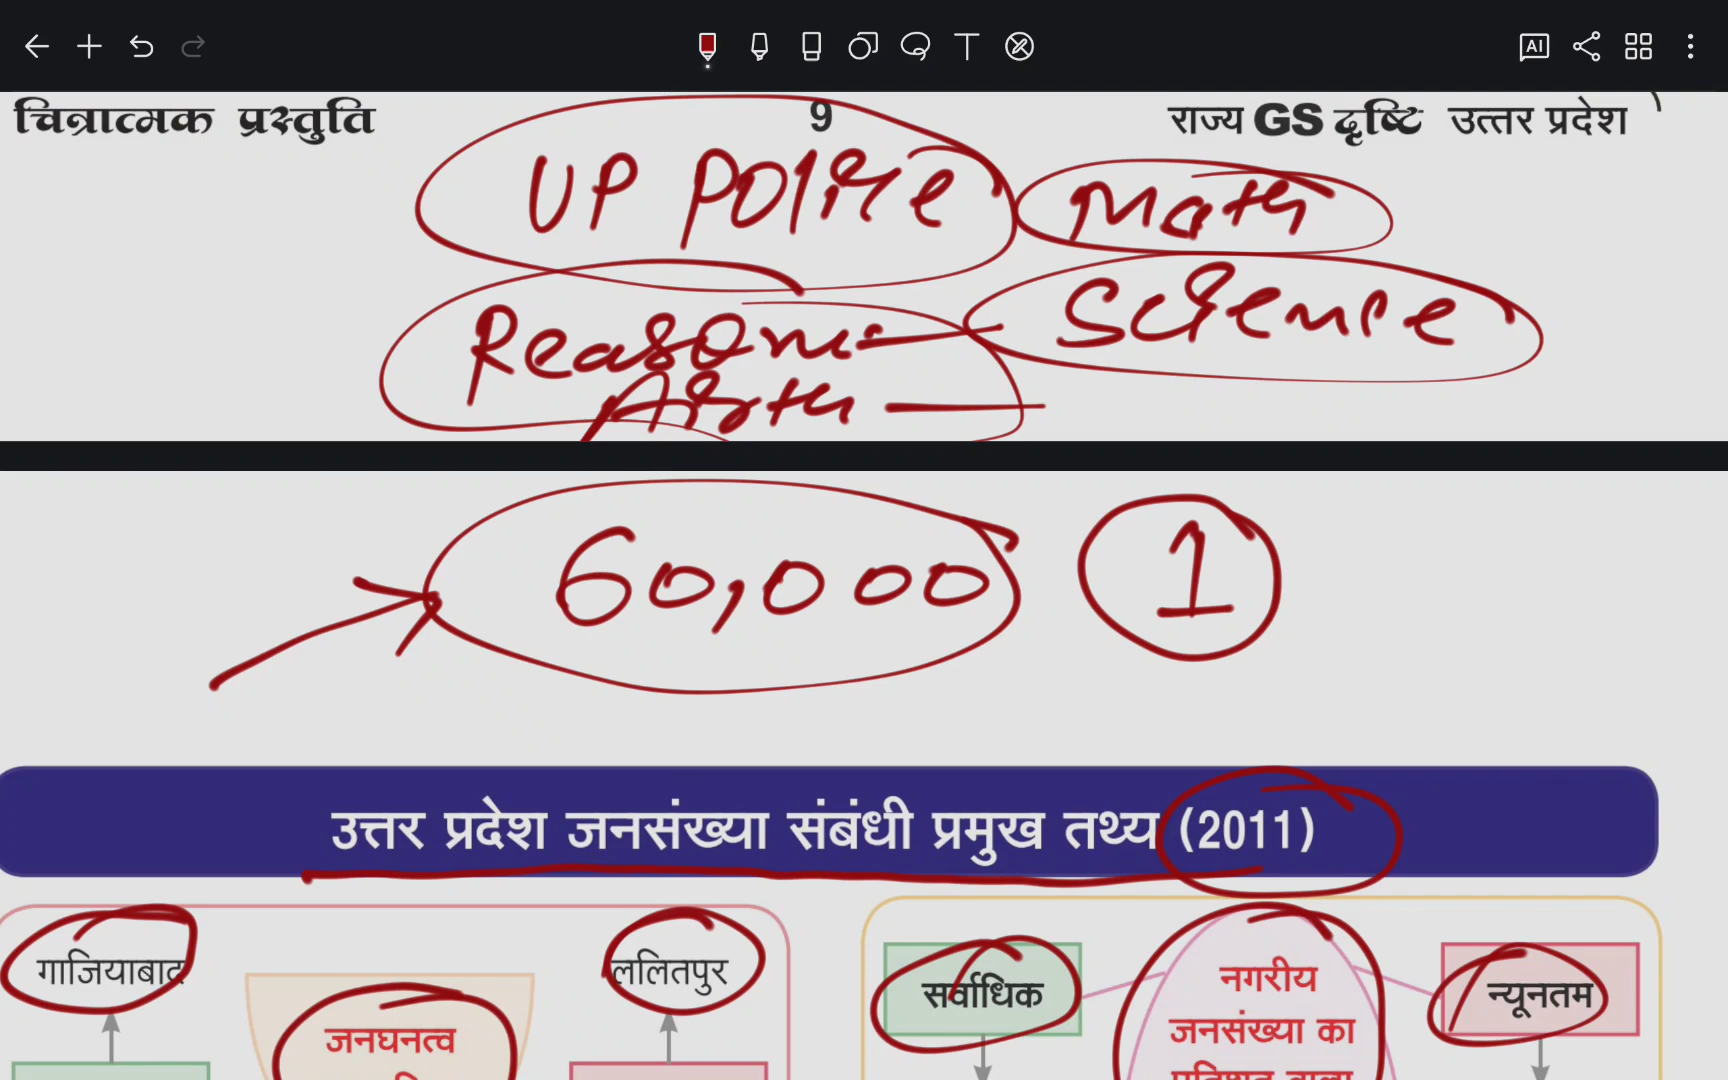 चित्रात्मक प्रस्तुति 9 राज्य GS दृष्टि उत्तर प्रदेश
UP Police Math
Science
60,000 1
उत्तर प्रदेश जनसंख्या संबंधी प्रमुख तथ्य (2011)
गाजियाबाद ललितपुर
सर्वाधिक नगरीय न्यूनतम
जनसंख्या का
जनघनत्व